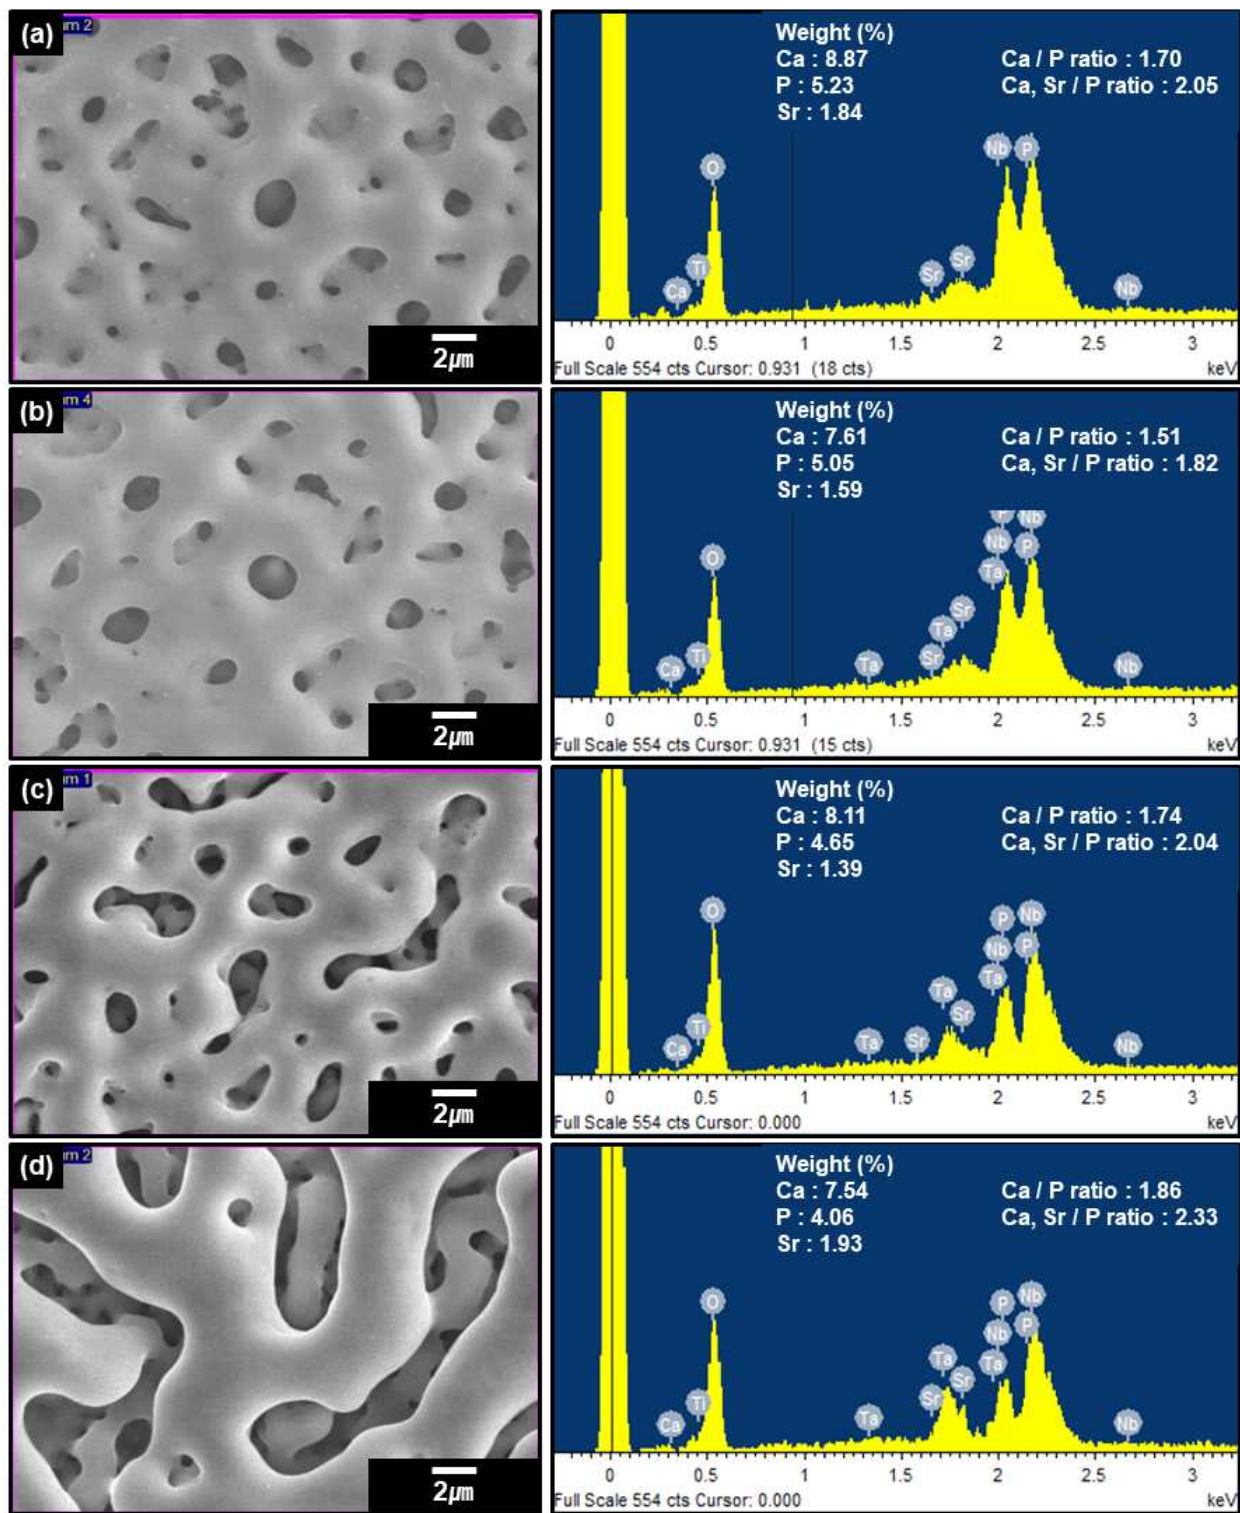 (a)
um 2
2㎛
Weight (%)
Ca : 8.87
P : 5.23
Sr : 1.84
Ca / P ratio : 1.70
Ca, Sr / P ratio : 2.05
Nb P
O
Sr Sr
Ti
Ca
Nb
0 0.5 1 1.5 2 2.5 3
Full Scale 554 cts Cursor: 0.931 (18 cts) keV
(b)
um 4
2㎛
Weight (%)
Ca : 7.61
P : 5.05
Sr : 1.59
Ca / P ratio : 1.51
Ca, Sr / P ratio : 1.82
P Nb
Nb P
O
Ta
Sr
Ta
Ca Ti Ta Sr Nb
0 0.5 1 1.5 2 2.5 3
Full Scale 554 cts Cursor: 0.931 (15 cts) keV
(c)
um 1
2㎛
Weight (%)
Ca : 8.11
P : 4.65
Sr : 1.39
Ca / P ratio : 1.74
Ca, Sr / P ratio : 2.04
O P Nb
Nb P
Ta
Ta
Sr
Ti
Ca Ta Sr Nb
0 0.5 1 1.5 2 2.5 3
Full Scale 554 cts Cursor: 0.000 keV
(d)
um 2
2㎛
Weight (%)
Ca : 7.54
P : 4.06
Sr : 1.93
Ca / P ratio : 1.86
Ca, Sr / P ratio : 2.33
O P Nb
Nb P
Ta Ta
Sr
Ti Sr
Ca Ta Nb
0 0.5 1 1.5 2 2.5 3
Full Scale 554 cts Cursor: 0.000 keV